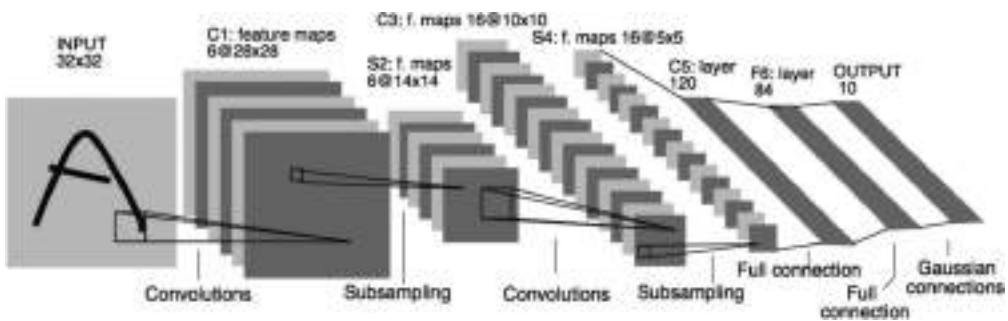 INPUT
32x32
C1: feature maps
6@28x28
S2: f. maps
6@14x14
C3: f. maps 16@10x10
S4: f. maps 16@5x5
C5: layer
120
F6: layer
84
OUTPUT
10
Convolutions
Subsampling
Convolutions
Subsampling
Full connection
Full
connection
Gaussian
connections
A